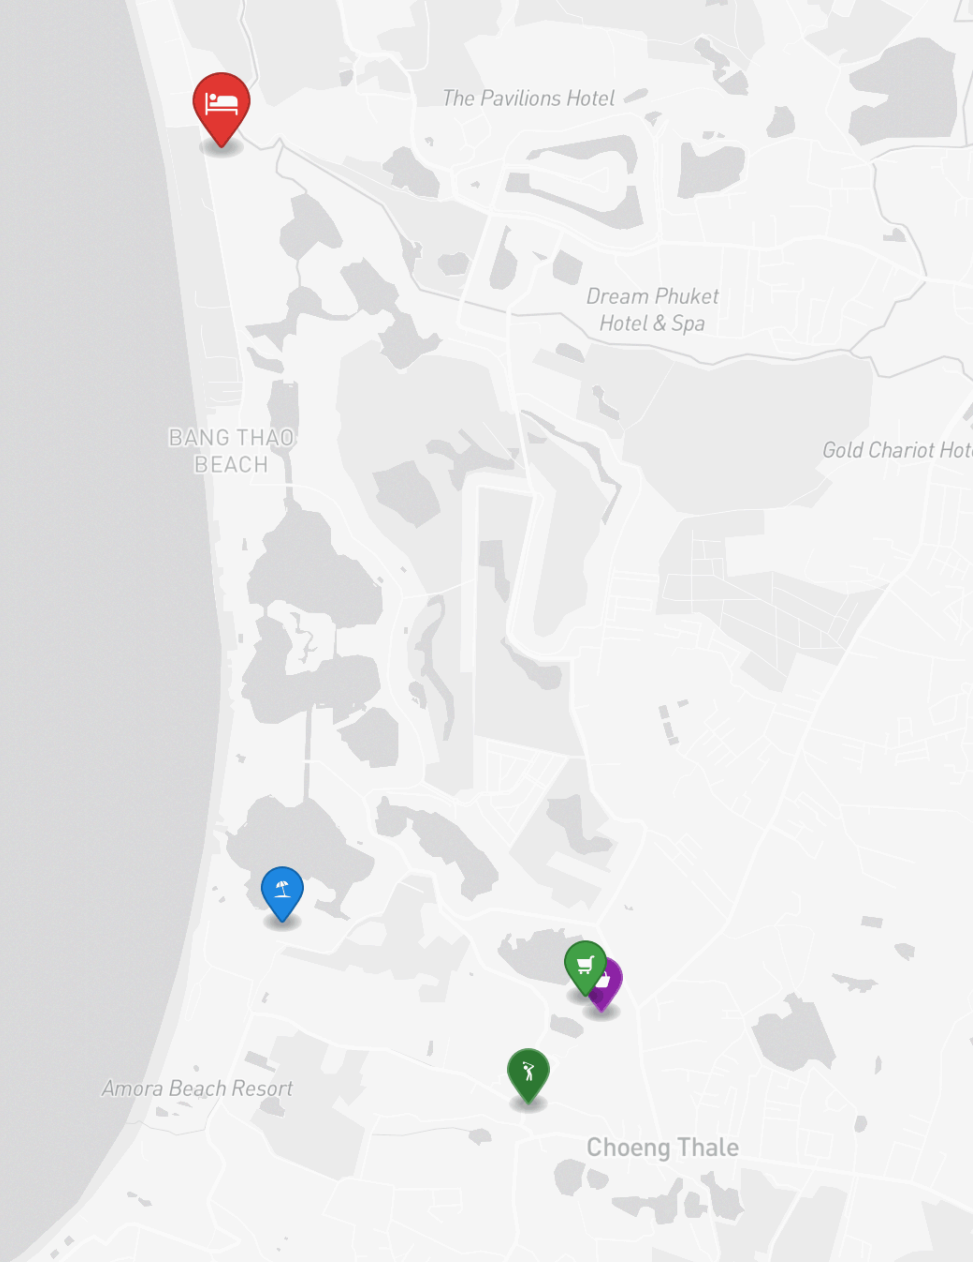 The Pavilions Hotel
Dream Phuket
Hotel & Spa
BANG THAO
BEACH
Gold Chariot Hot
Amora Beach Resort
Choeng Thale